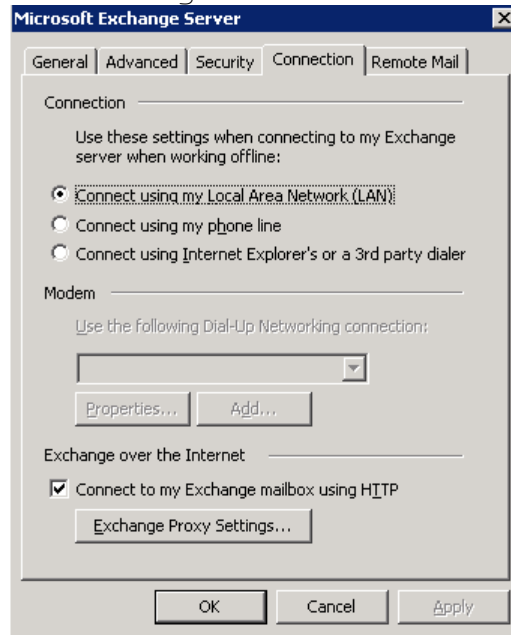 Microsoft Exchange Server
General Advanced Security Connection Remote Mail
Connection
Use these settings when connecting to my Exchange
server when working offline:
Connect using my Local Area Network (LAN)
Connect using my phone line
Connect using Internet Explorer's or a 3rd party dialer
Modem
Use the following Dial-Up Networking connection:
Properties... Add...
Exchange over the Internet
Connect to my Exchange mailbox using HTTP
Exchange Proxy Settings...
OK Cancel Apply